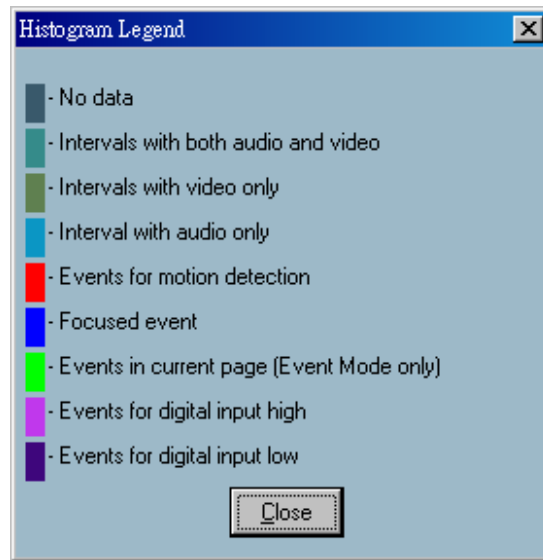 Histogram Legend
- No data
- Intervals with both audio and video
- Intervals with video only
- Interval with audio only
- Events for motion detection
- Focused event
- Events in current page (Event Mode only)
- Events for digital input high
- Events for digital input low
Close